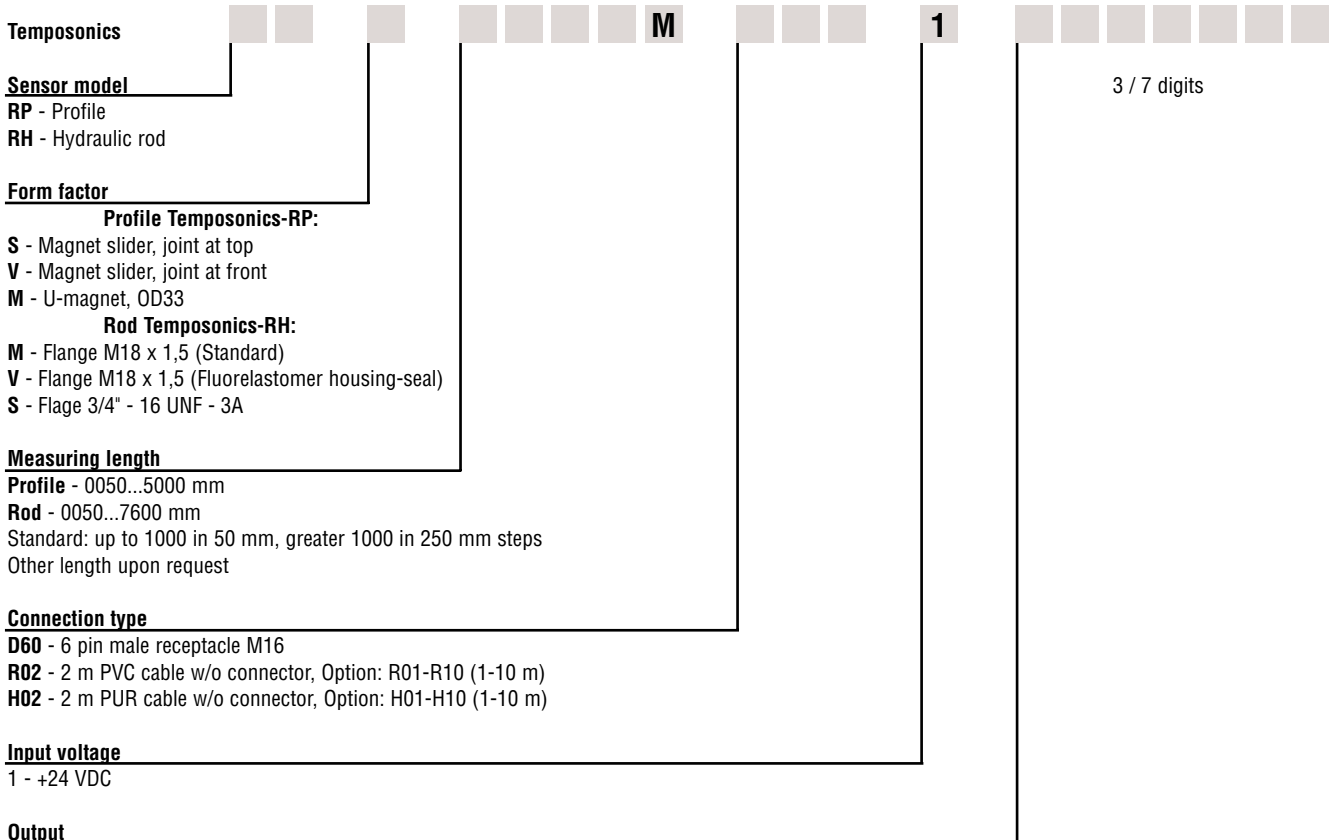 Temposonics M 1
Sensor model 3 / 7 digits
RP - Profile
RH - Hydraulic rod
Form factor
Profile Temposonics-RP:
S - Magnet slider, joint at top
V - Magnet slider, joint at front
M - U-magnet, OD33
Rod Temposonics-RH:
M - Flange M18 x 1,5 (Standard)
V - Flange M18 x 1,5 (Fluorelastomer housing-seal)
S - Flage 3/4" - 16 UNF - 3A
Measuring length
Profile - 0050...5000 mm
Rod - 0050...7600 mm
Standard: up to 1000 in 50 mm, greater 1000 in 250 mm steps
Other length upon request
Connection type
D60 - 6 pin male receptacle M16
R02 - 2 m PVC cable w/o connector, Option: R01-R10 (1-10 m)
H02 - 2 m PUR cable w/o connector, Option: H01-H10 (1-10 m)
Input voltage
1 - +24 VDC
Output